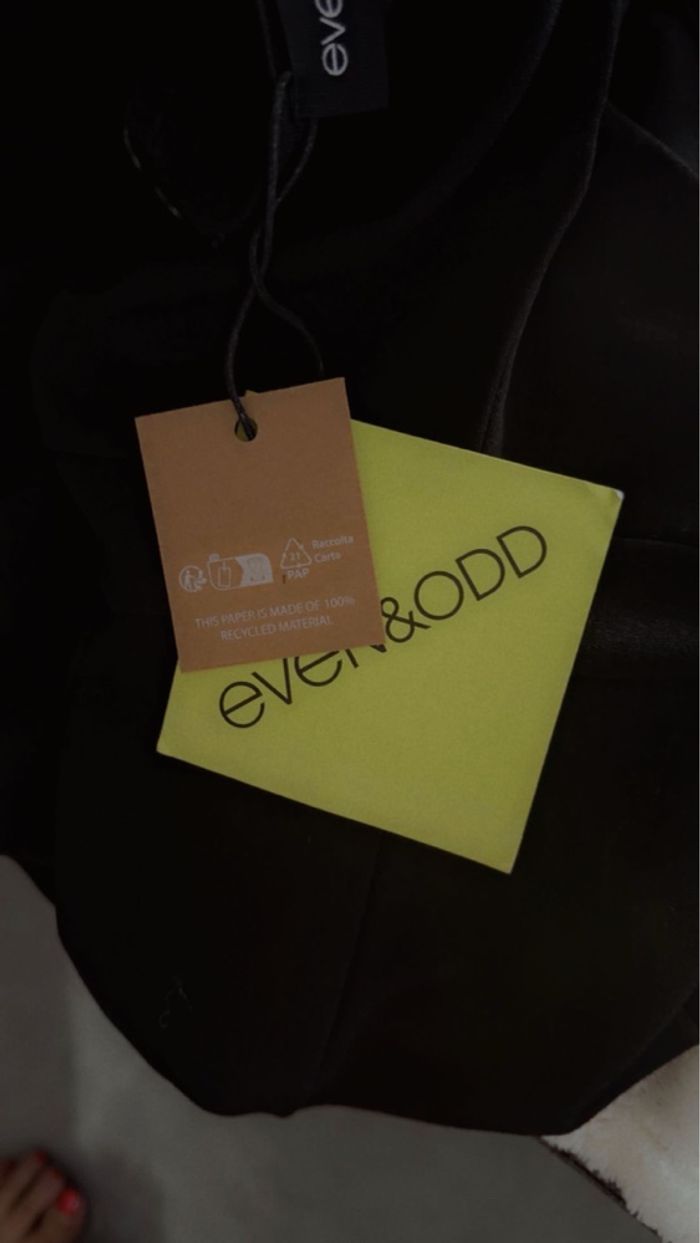 eve
Raccolta
21
Carta
PAP
THIS PAPER IS MADE OF 100%
RECYCLED MATERIAL
even&ODD